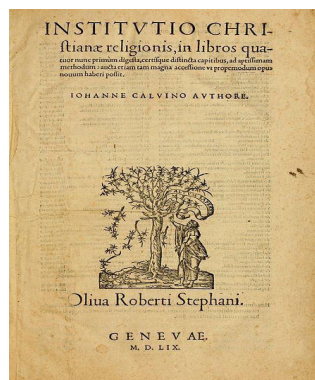 INSTITVTIO CHRI-
stianæ religionis, in libros qua-
tuor nunc primùm digesta, certisque distincta capitibus, ad aptissimam
methodum: aucta etiam tam magna accessione vt propemodum opus
nouum haberi possit.
IOHANNE CALVINO AVTHORE.
Oliua Roberti Stephani.
GENEVAE.
M. D. LIX.